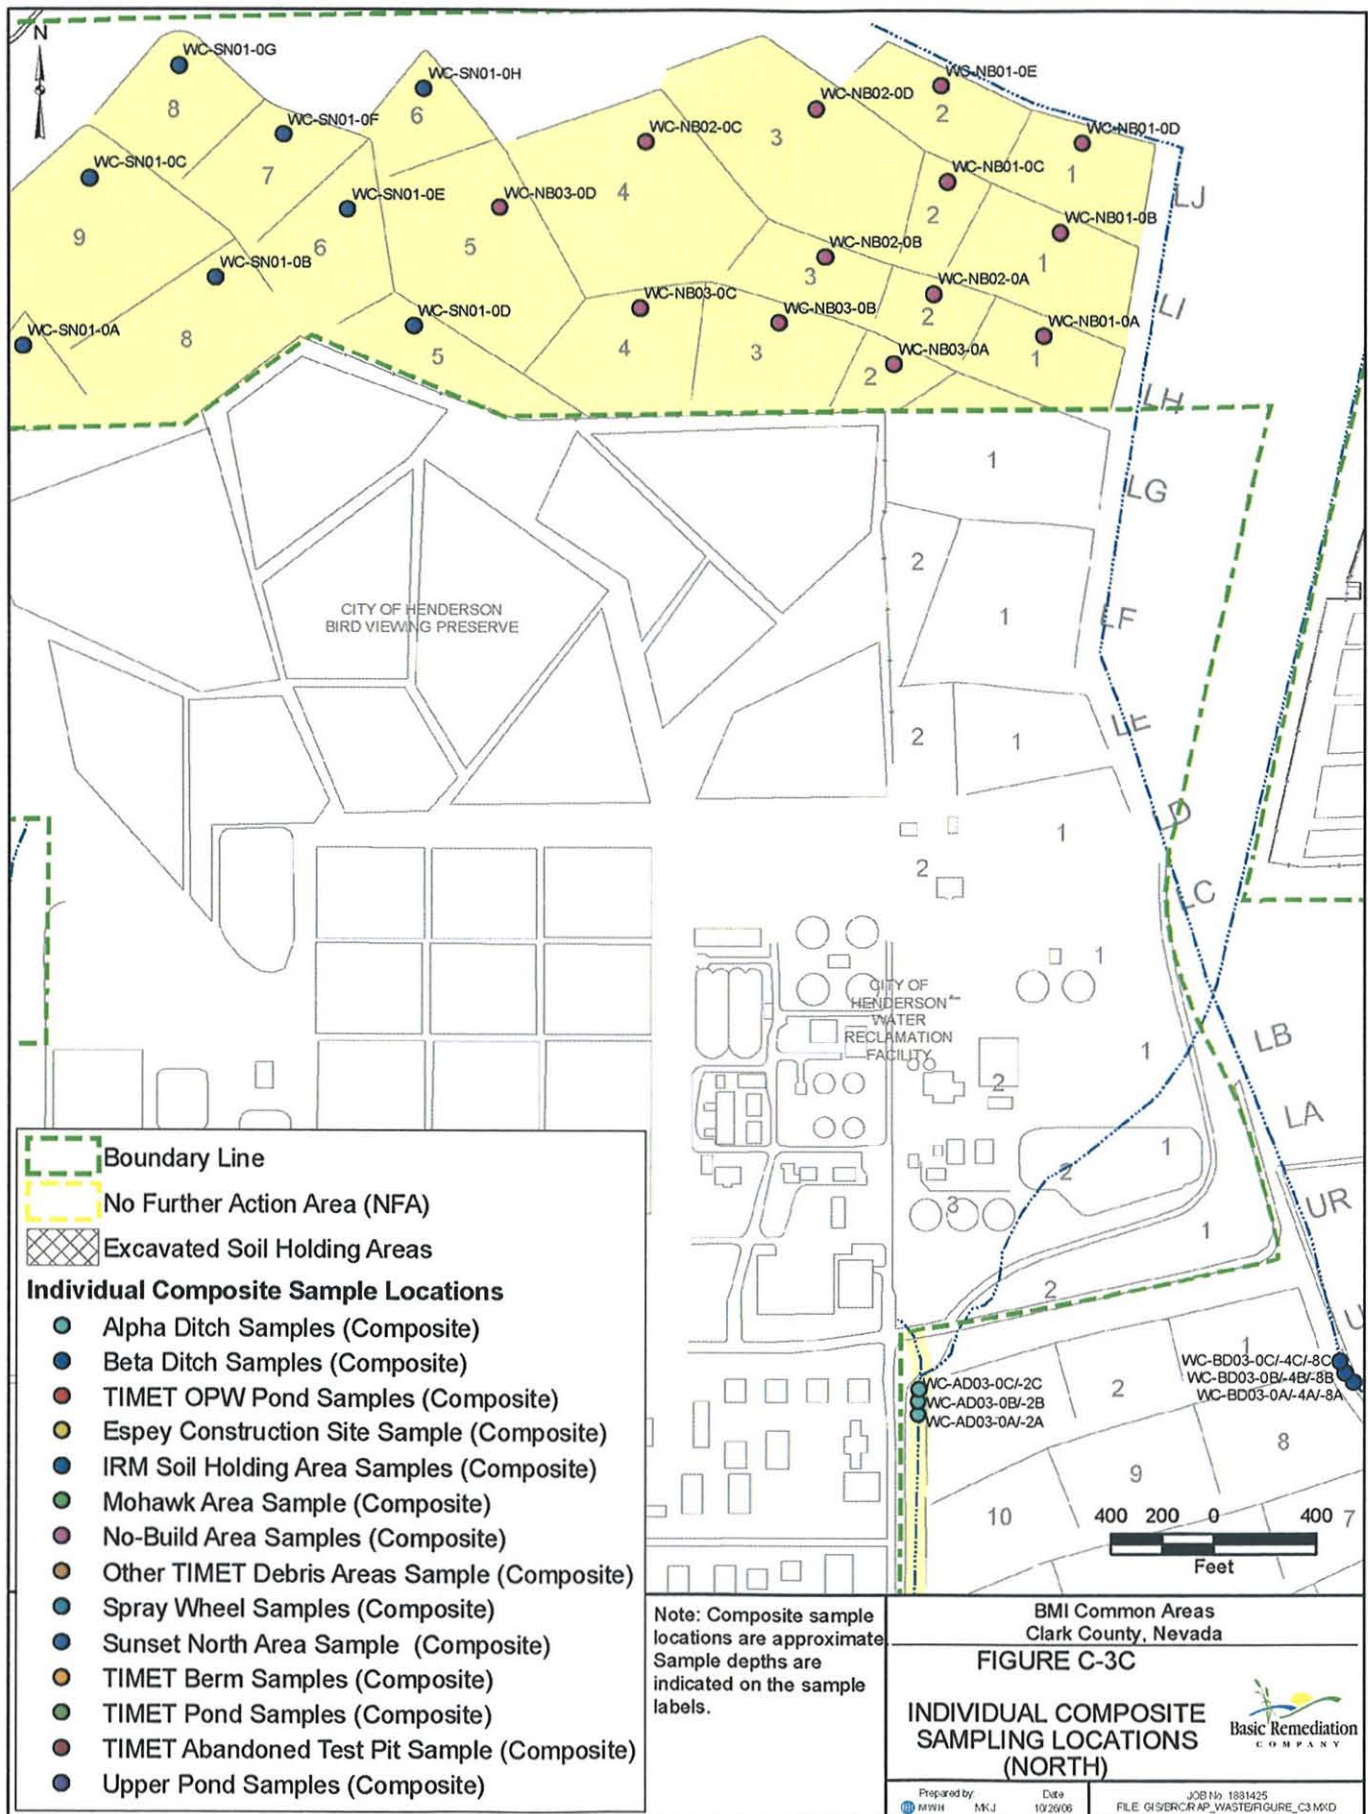 N
WC-SN01-0G
WC-SN01-0H
WC-NB01-0E
8
6
WC-NB02-0D
2
WC-SN01-0F
WC-NB02-0C
3
WC-NB01-0D
WC-SN01-0C
7
WC-NB01-0C
1
WC-SN01-0E
WC-NB03-0D
4
LJ
2
WC-NB01-0B
9
6
5
WC-NB02-0B
WC-SN01-0B
3
1
WC-NB02-0A
WC-NB03-0C
WC-SN01-0D
WC-NB03-0B
2
LI
WC-SN01-0A
WC-NB01-0A
8
5
4
3
WC-NB03-0A
1
2
LH
1
LG
2
CITY OF HENDERSON
BIRD VIEWING PRESERVE
1
LE
2
1
LD
1
2
LC
1
CITY OF
HENDERSON
WATER
RECLAMATION
FACILITY
LB
1
2
LA
1
2
UR
3
1
2
1
WC-BD03-0C/-4C/-8C
WC-BD03-0B/-4B/-8B
WC-BD03-0A/-4A/-8A
2
WC-AD03-0C/-2C
WC-AD03-0B/-2B
WC-AD03-0A/-2A
8
9
10
7
400 200 0 400
Feet
Boundary Line
No Further Action Area (NFA)
Excavated Soil Holding Areas
Individual Composite Sample Locations
Alpha Ditch Samples (Composite)
Beta Ditch Samples (Composite)
TIMET OPW Pond Samples (Composite)
Espey Construction Site Sample (Composite)
IRM Soil Holding Area Samples (Composite)
Mohawk Area Sample (Composite)
No-Build Area Samples (Composite)
Other TIMET Debris Areas Sample (Composite)
Spray Wheel Samples (Composite)
Sunset North Area Sample (Composite)
TIMET Berm Samples (Composite)
TIMET Pond Samples (Composite)
TIMET Abandoned Test Pit Sample (Composite)
Upper Pond Samples (Composite)
Note: Composite sample
locations are approximate
Sample depths are
indicated on the sample
labels.
BMI Common Areas
Clark County, Nevada
FIGURE C-3C
INDIVIDUAL COMPOSITE
SAMPLING LOCATIONS
(NORTH)
Basic Remediation
COMPANY
Prepared by:
MWH MKJ
Date
10/26/06
JOB No. 1881425
FILE: GIS/BRC/RAP_WASTE/FIGURE_C3.MXD